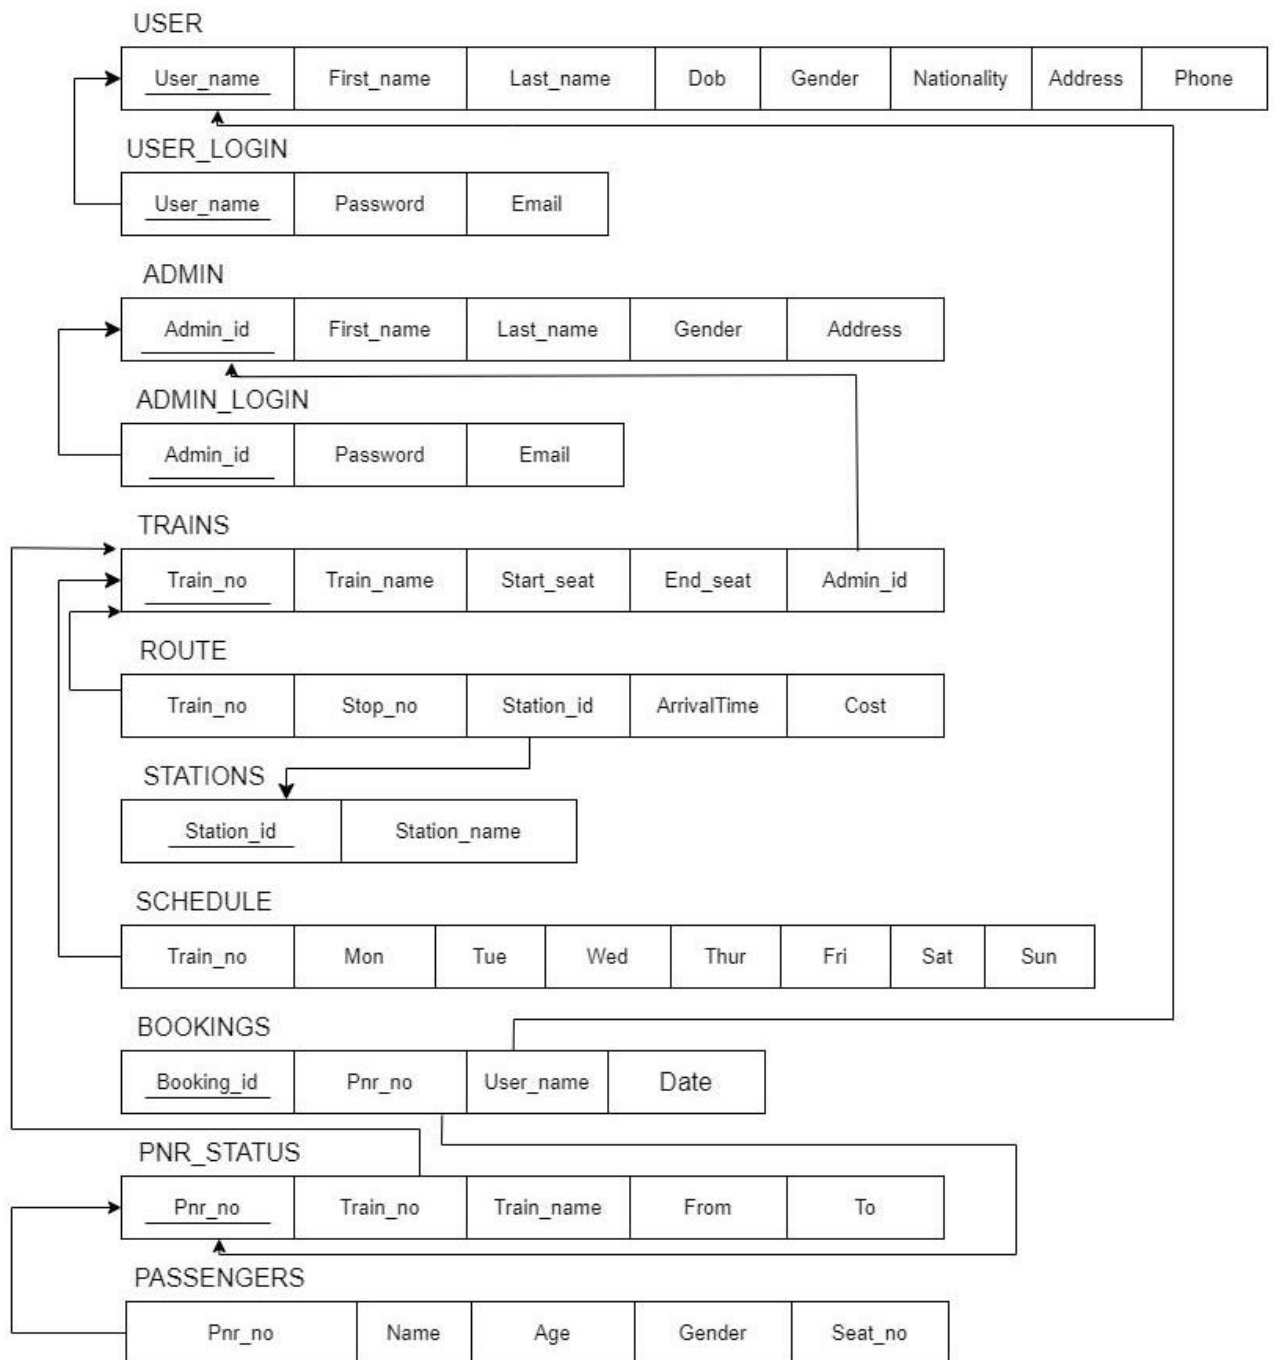 USER
User_name First_name Last_name Dob Gender Nationality Address Phone
USER_LOGIN
User_name Password Email
ADMIN
Admin_id First_name Last_name Gender Address
ADMIN_LOGIN
Admin_id Password Email
TRAINS
Train_no Train_name Start_seat End_seat Admin_id
ROUTE
Train_no Stop_no Station_id ArrivalTime Cost
STATIONS
Station_id Station_name
SCHEDULE
Train_no Mon Tue Wed Thur Fri Sat Sun
BOOKINGS
Booking_id Pnr_no User_name Date
PNR_STATUS
Pnr_no Train_no Train_name From To
PASSENGERS
Pnr_no Name Age Gender Seat_no